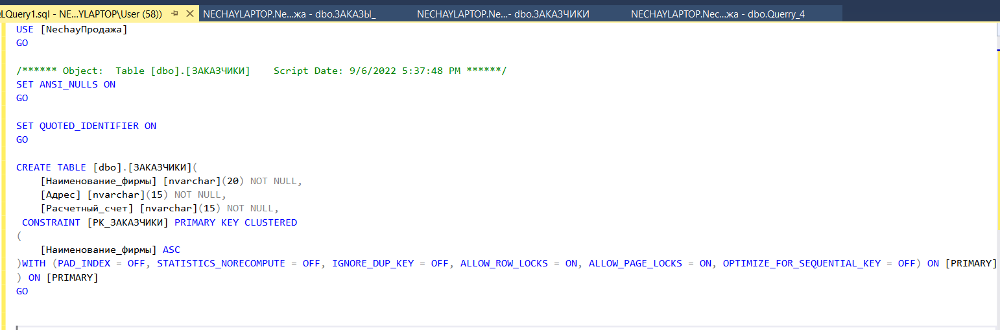 LQuery1.sql - NE...YLAPTOP\User (58)) NECHAYLAPTOP.Ne...жа - dbo.ЗАКАЗЫ_ NECHAYLAPTOP.Ne...- dbo.ЗАКАЗЧИКИ NECHAYLAPTOP.Nec...жа - dbo.Querry_4
USE [NechayПродажа]
GO
/****** Object:  Table [dbo].[ЗАКАЗЧИКИ]    Script Date: 9/6/2022 5:37:48 PM ******/
SET ANSI_NULLS ON
GO
SET QUOTED_IDENTIFIER ON
GO
CREATE TABLE [dbo].[ЗАКАЗЧИКИ](
[Наименование_фирмы] [nvarchar](20) NOT NULL,
[Адрес] [nvarchar](15) NOT NULL,
[Расчетный_счет] [nvarchar](15) NOT NULL,
CONSTRAINT [PK_ЗАКАЗЧИКИ] PRIMARY KEY CLUSTERED
(
[Наименование_фирмы] ASC
)WITH (PAD_INDEX = OFF, STATISTICS_NORECOMPUTE = OFF, IGNORE_DUP_KEY = OFF, ALLOW_ROW_LOCKS = ON, ALLOW_PAGE_LOCKS = ON, OPTIMIZE_FOR_SEQUENTIAL_KEY = OFF) ON [PRIMARY]
) ON [PRIMARY]
GO